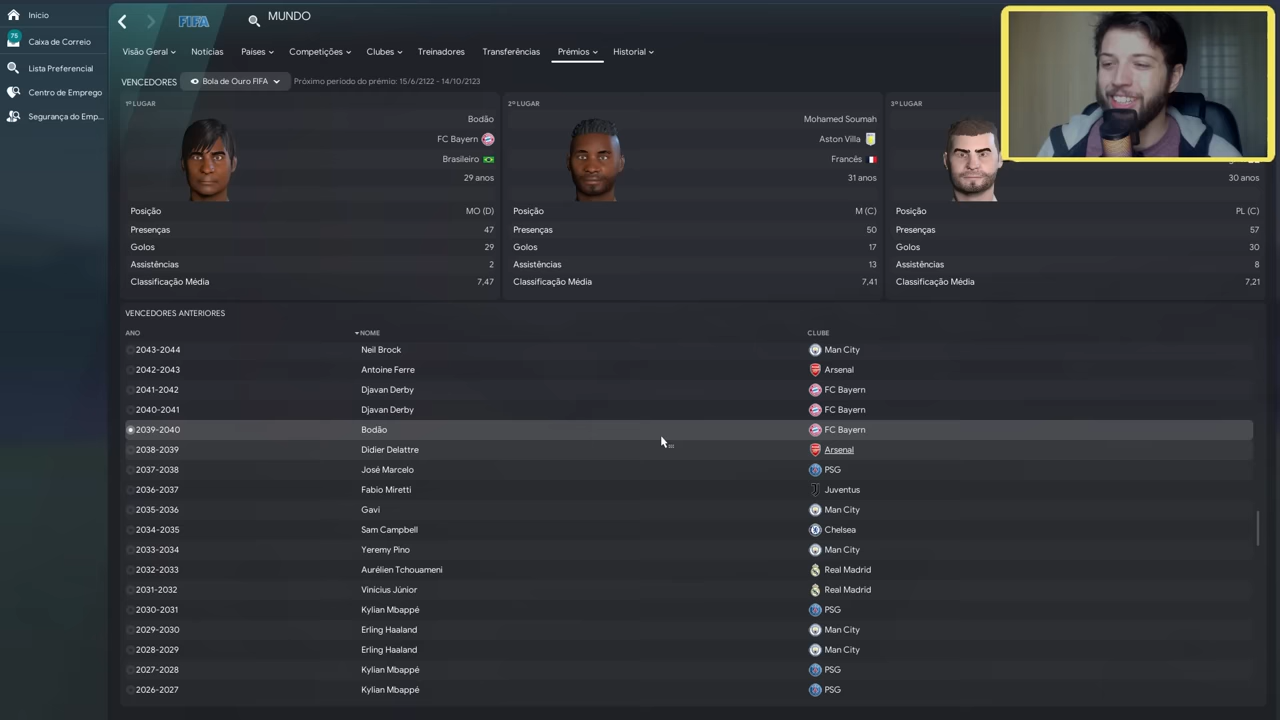 Início
FIFA
MUNDO
75
Caixa de Correio
Visão Geral
Notícias
Países
Competições
Clubes
Treinadores
Transferências
Prémios
Historial
Lista Preferencial
VENCEDORES
Bola de Ouro FIFA
Próximo período do prémio: 15/6/2122 - 14/10/2123
Centro de Emprego
Segurança do Emp...
1º LUGAR
2º LUGAR
3º LUGAR
Bodão
Mohamed Soumah
FC Bayern
Aston Villa
Brasileiro
Francês
29 anos
31 anos
30 anos
Posição MO (D)
Posição M (C)
Posição PL (C)
Presenças 47
Presenças 50
Presenças 57
Golos 29
Golos 17
Golos 30
Assistências 2
Assistências 13
Assistências 8
Classificação Média 7,47
Classificação Média 7,41
Classificação Média 7,21
VENCEDORES ANTERIORES
ANO NOME CLUBE
2043-2044 Neil Brock Man City
2042-2043 Antoine Ferre Arsenal
2041-2042 Djavan Derby FC Bayern
2040-2041 Djavan Derby FC Bayern
2039-2040 Bodão FC Bayern
2038-2039 Didier Delattre Arsenal
2037-2038 José Marcelo PSG
2036-2037 Fabio Miretti Juventus
2035-2036 Gavi Man City
2034-2035 Sam Campbell Chelsea
2033-2034 Yeremy Pino Man City
2032-2033 Aurélien Tchouameni Real Madrid
2031-2032 Vinícius Júnior Real Madrid
2030-2031 Kylian Mbappé PSG
2029-2030 Erling Haaland Man City
2028-2029 Erling Haaland Man City
2027-2028 Kylian Mbappé PSG
2026-2027 Kylian Mbappé PSG